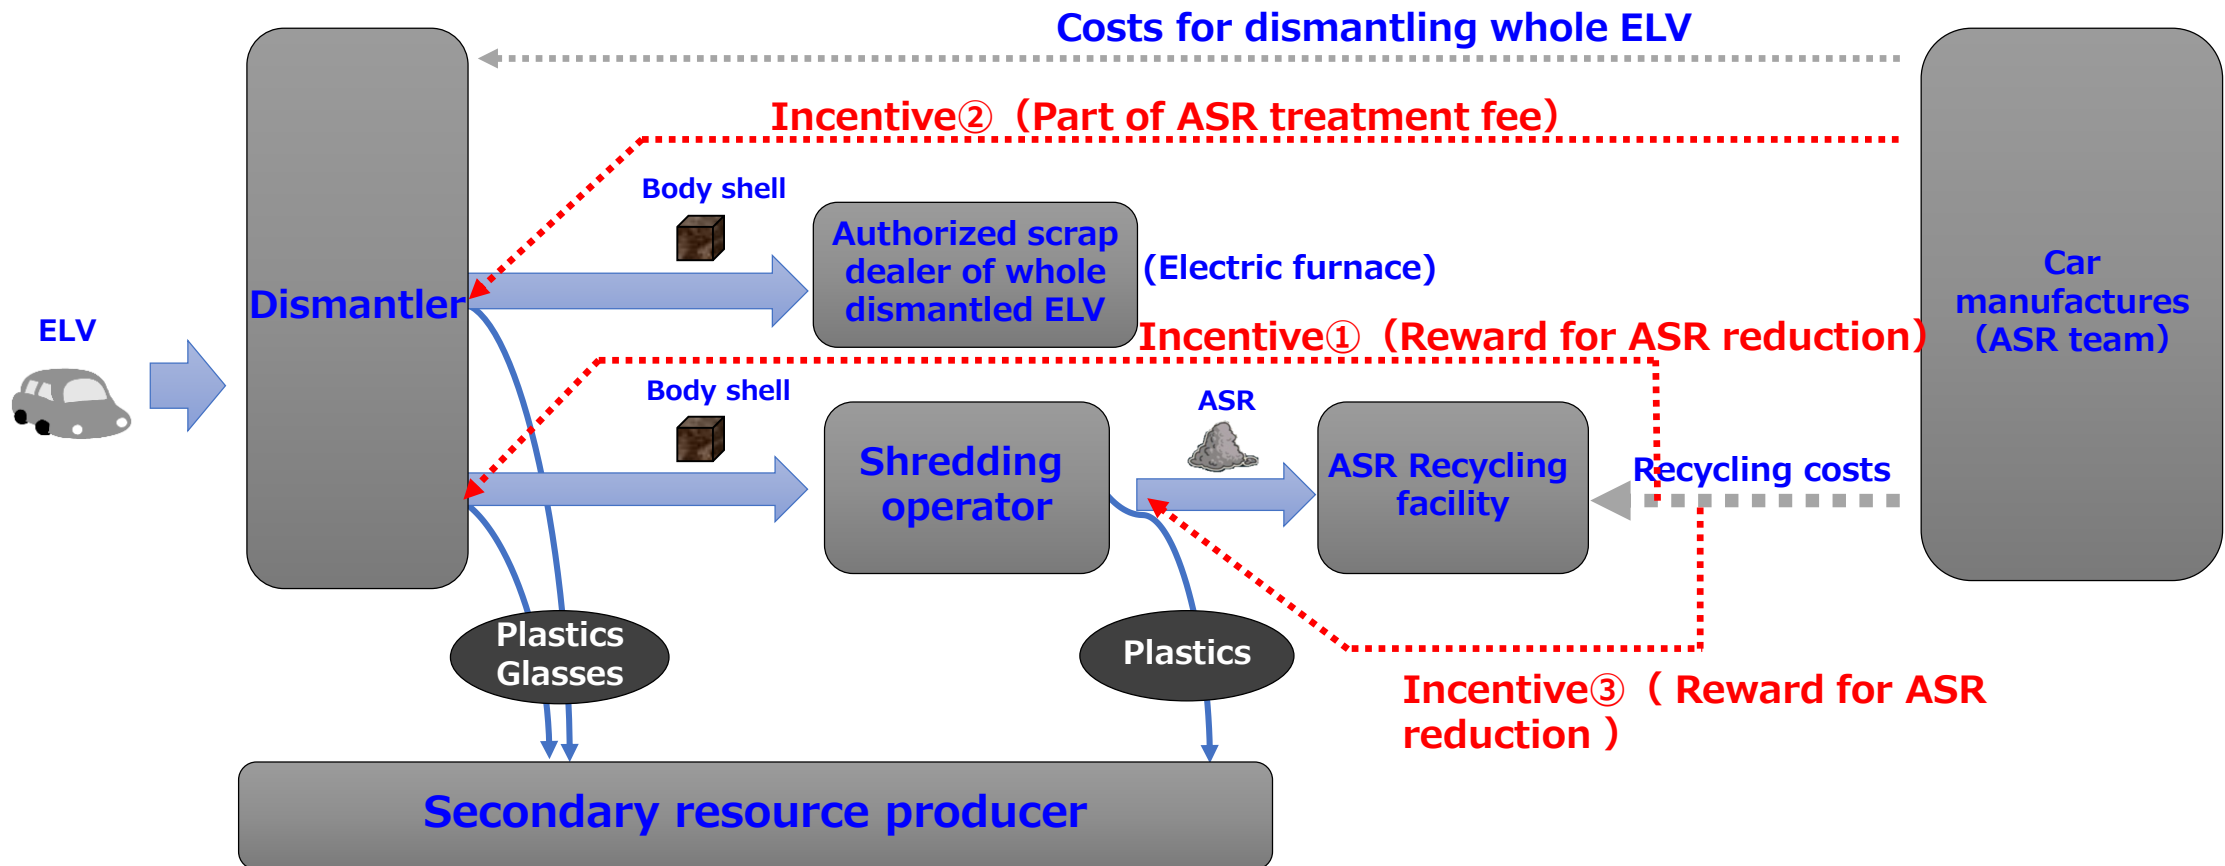 Costs for dismantling whole ELV
Incentive②（Part of ASR treatment fee）
Body shell
Authorized scrap
dealer of whole
dismantled ELV
(Electric furnace)
Car
manufactures
（ASR team）
Dismantler
ELV
Incentive①（Reward for ASR reduction）
Body shell
ASR
Shredding
operator
ASR Recycling
facility
Recycling costs
Plastics
Glasses
Plastics
Incentive③（ Reward for ASR
reduction ）
Secondary resource producer